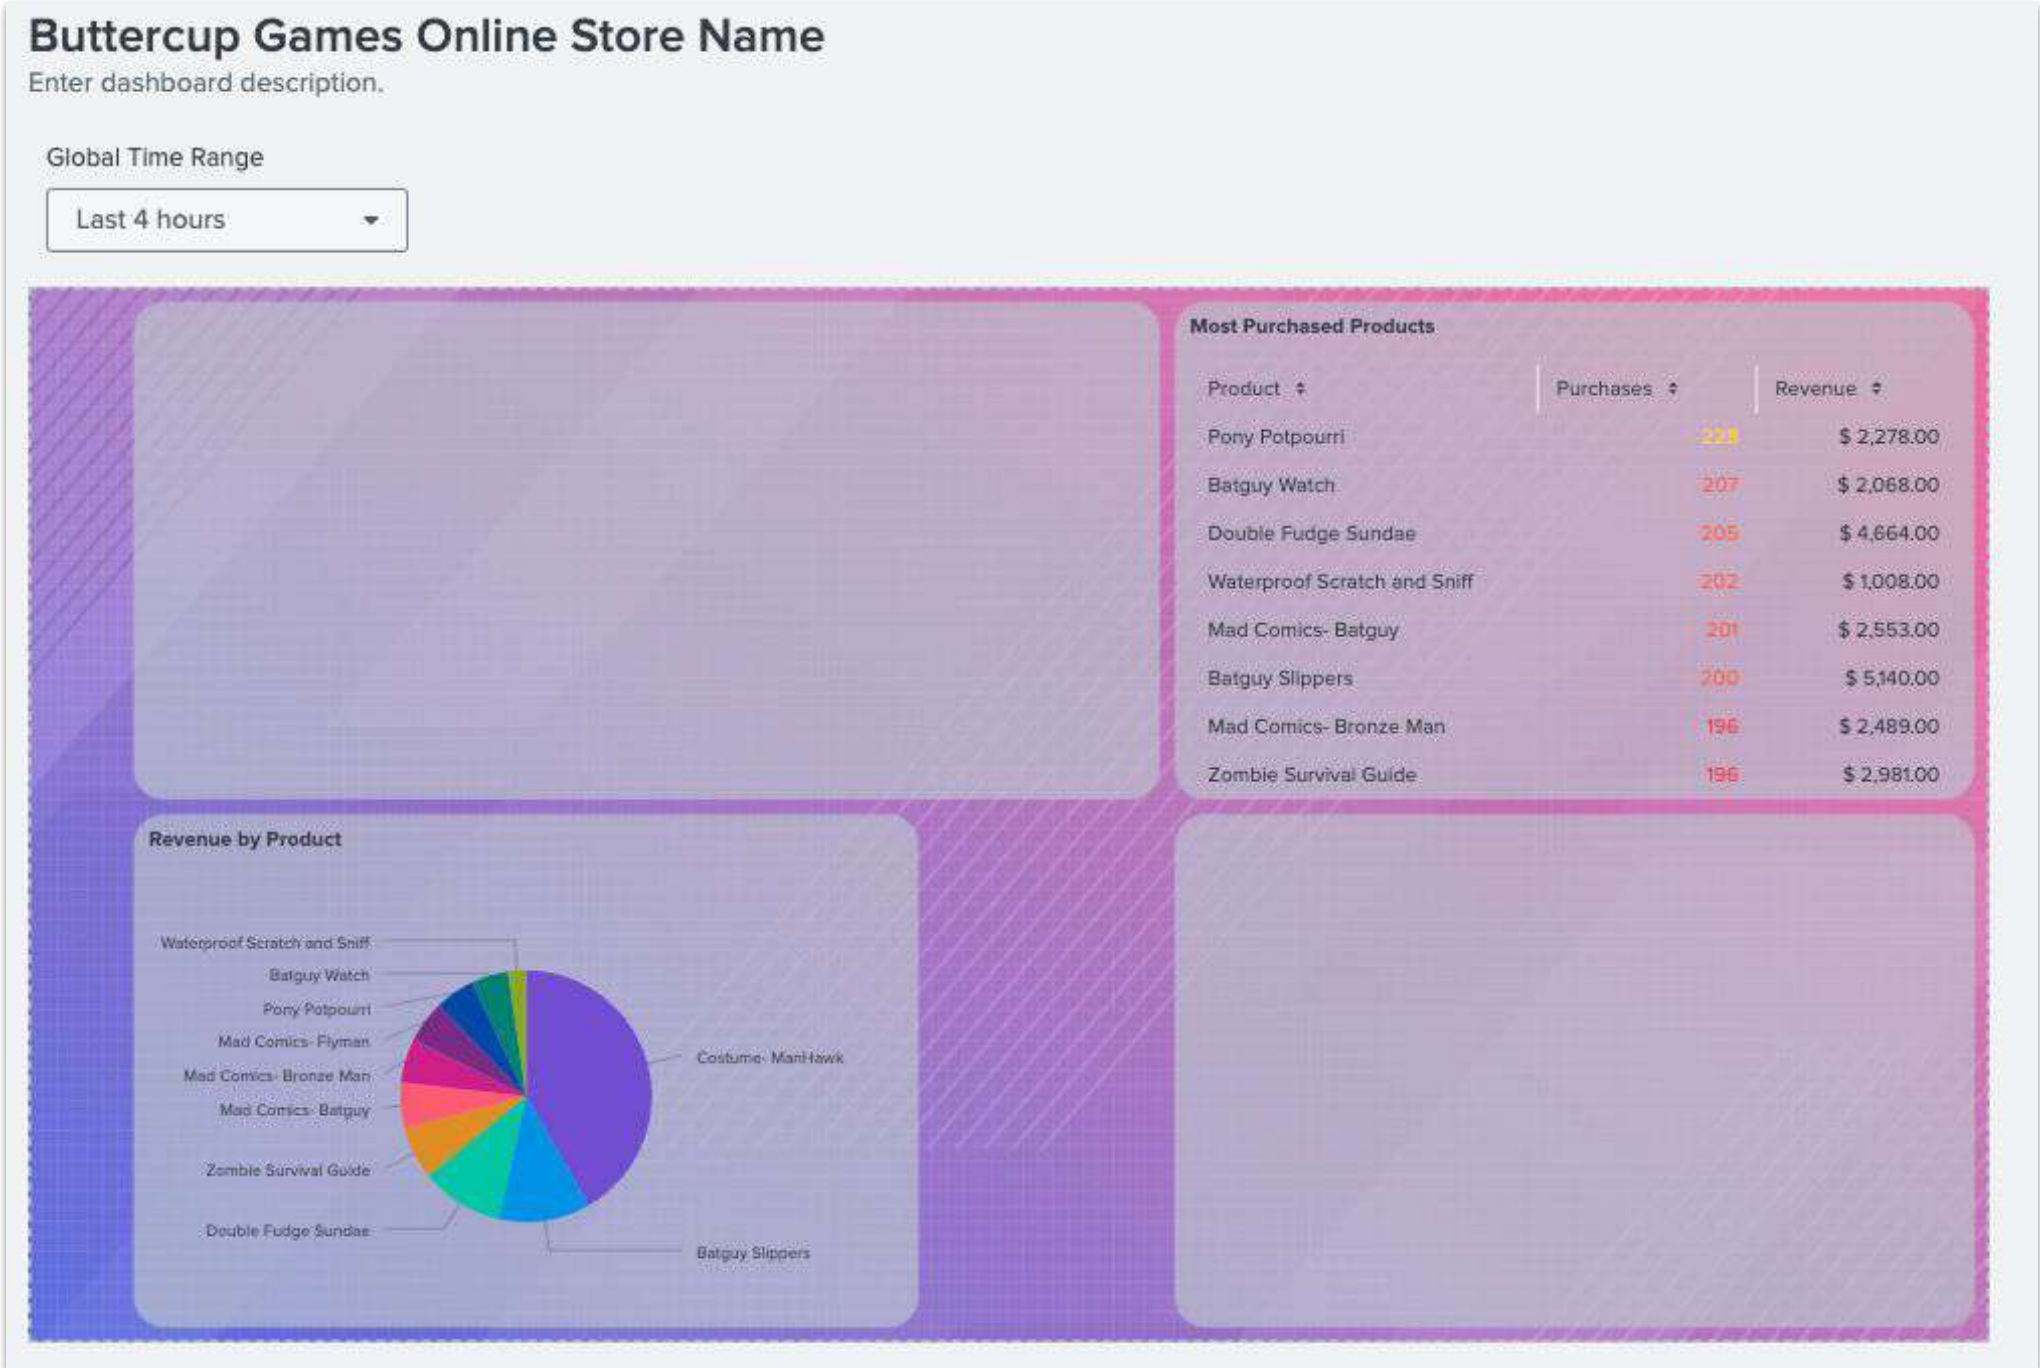 Buttercup Games Online Store Name
Enter dashboard description.
Global Time Range
Last 4 hours
Most Purchased Products
Product Purchases Revenue
Pony Potpourri 223 $ 2,278.00
Batguy Watch 207 $ 2,068.00
Double Fudge Sundae 205 $ 4,664.00
Waterproof Scratch and Sniff 202 $ 1,008.00
Mad Comics- Batguy 201 $ 2,553.00
Batguy Slippers 200 $ 5,140.00
Mad Comics- Bronze Man 196 $ 2,489.00
Zombie Survival Guide 196 $ 2,981.00
Revenue by Product
Waterproof Scratch and Sniff
Batguy Watch
Pony Potpourri
Mad Comics- Flyman
Costume- ManHawk
Mad Comics- Bronze Man
Mad Comics- Batguy
Zombie Survival Guide
Double Fudge Sundae
Batguy Slippers